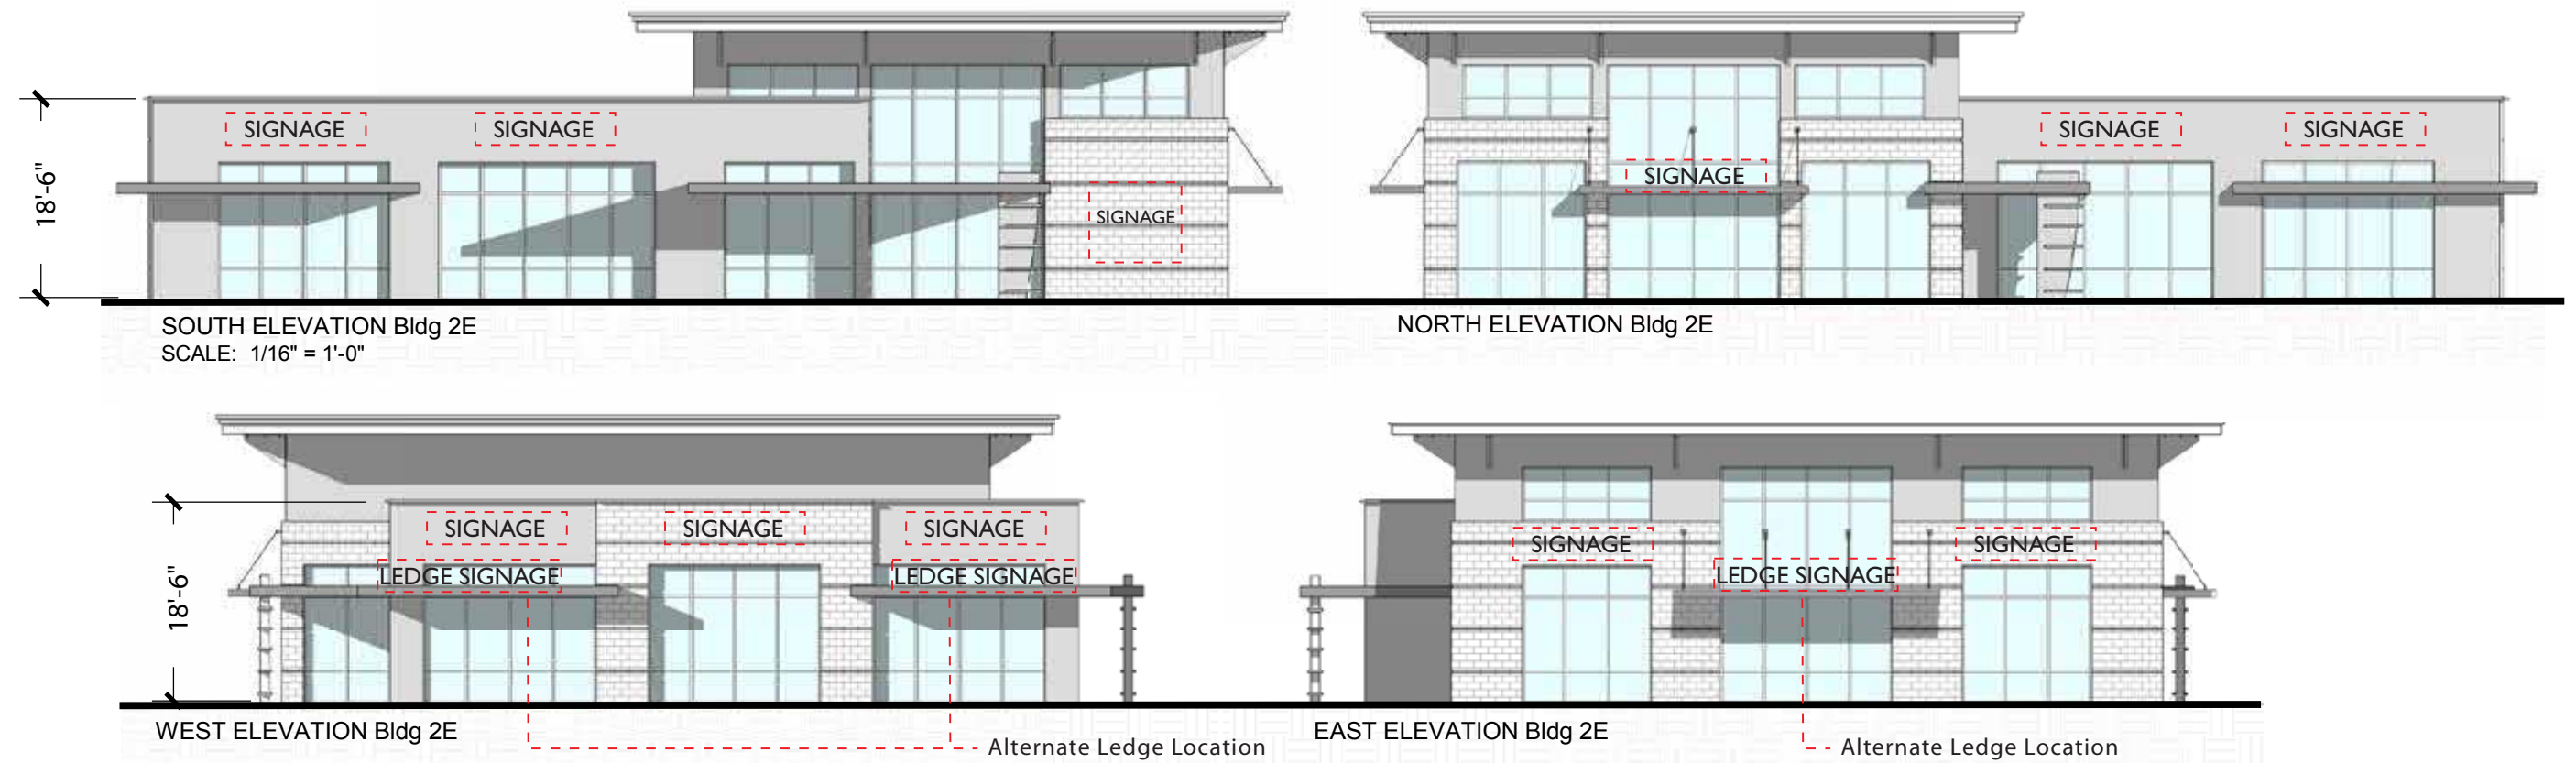 SIGNAGE
SIGNAGE
SIGNAGE
18'-6"
SOUTH ELEVATION Bldg 2E
SCALE: 1/16" = 1'-0"
SIGNAGE
SIGNAGE
SIGNAGE
NORTH ELEVATION Bldg 2E
SIGNAGE
SIGNAGE
SIGNAGE
LEDGE SIGNAGE
LEDGE SIGNAGE
18'-6"
WEST ELEVATION Bldg 2E
Alternate Ledge Location
SIGNAGE
SIGNAGE
LEDGE SIGNAGE
EAST ELEVATION Bldg 2E
Alternate Ledge Location